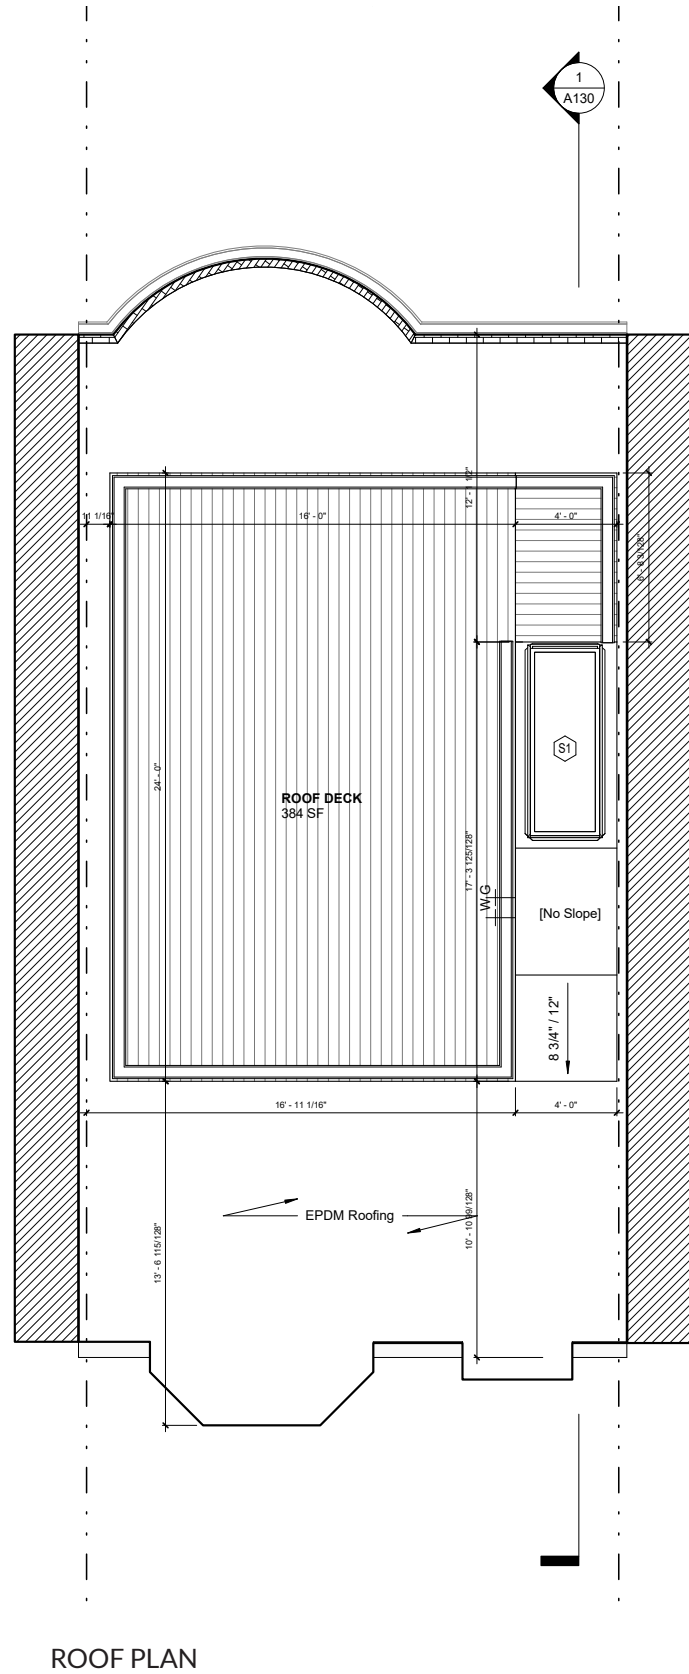 1
A130
12' - 1 1/2"
11 1/16"
16' - 0"
4' - 0"
6' - 8 3/128"
S1
24' - 0"
ROOF DECK
384 SF
17' - 3 125/128"
W G
[No Slope]
8 3/4" / 12"
16' - 11 1/16"
4' - 0"
EPDM Roofing
13' - 6 115/128"
10' - 10 99/128"
ROOF PLAN